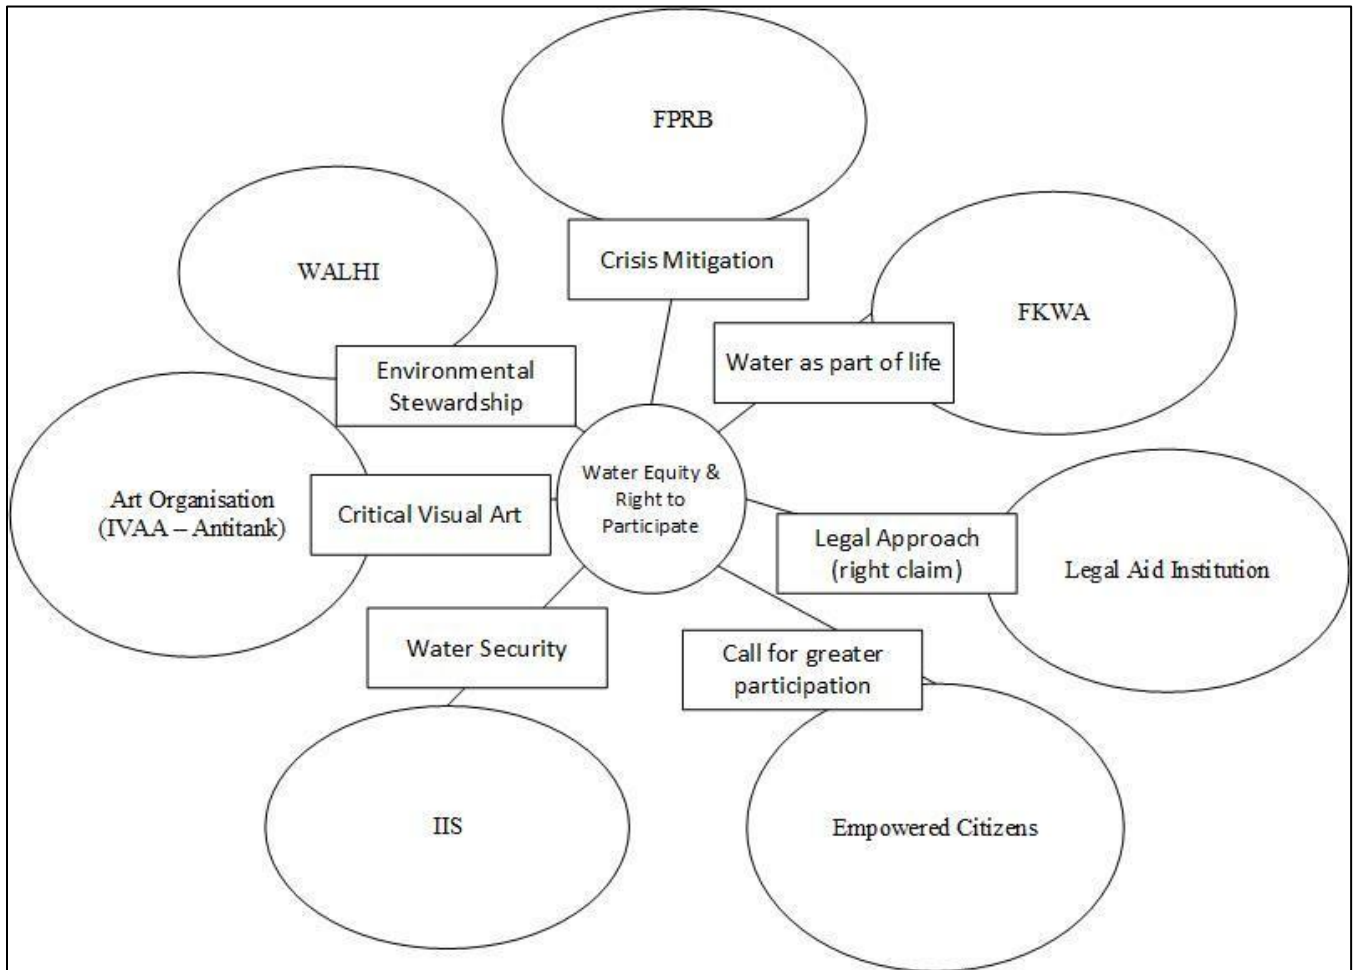 FPRB
Crisis Mitigation
WALHI
FKWA
Environmental
Stewardship
Water as part of life
Art Organisation
(IVAA – Antitank)
Critical Visual Art
Water Equity &
Right to
Participate
Legal Approach
(right claim)
Legal Aid Institution
Water Security
Call for greater
participation
IIS
Empowered Citizens